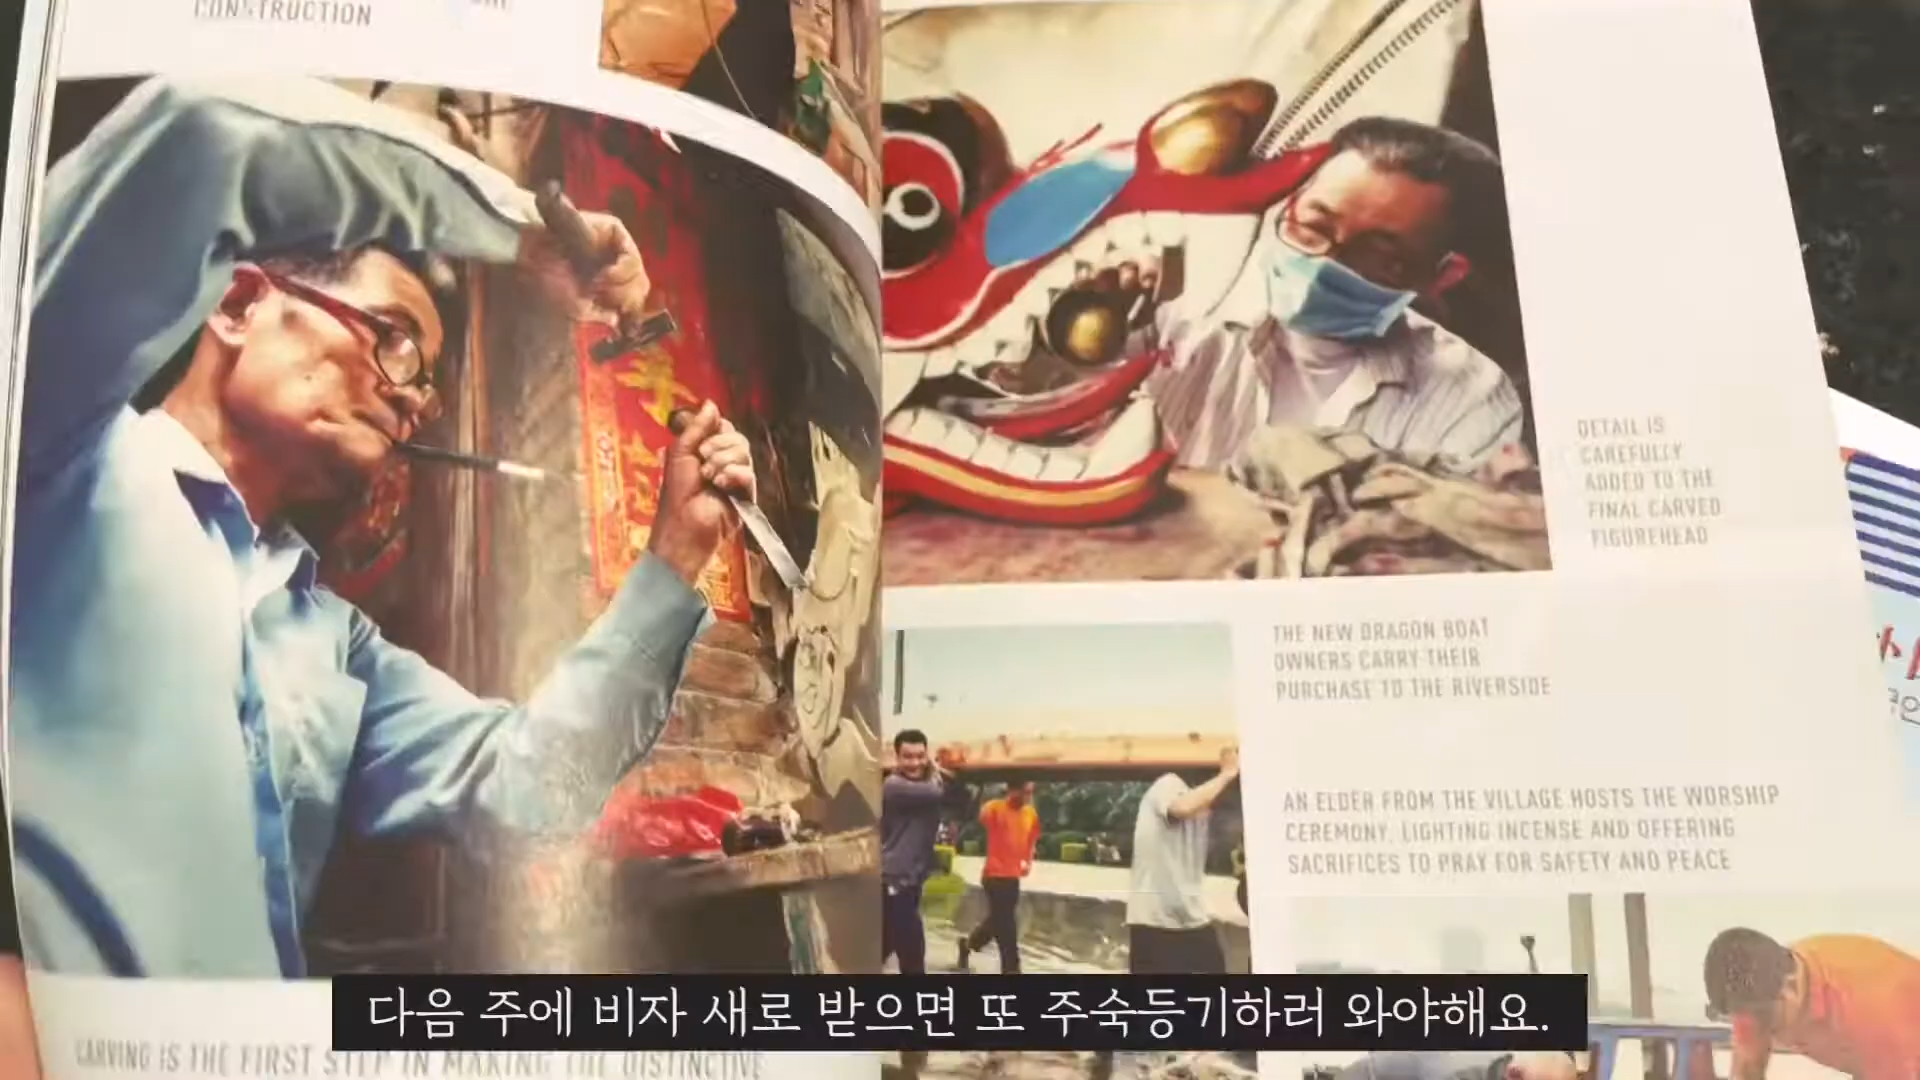 CONSTRUCTION
DETAIL IS
CAREFULLY
ADDED TO THE
FINAL CARVED
FIGUREHEAD
THE NEW DRAGON BOAT
OWNERS CARRY THEIR
PURCHASE TO THE RIVERSIDE
AN ELDER FROM THE VILLAGE HOSTS THE WORSHIP
CEREMONY, LIGHTING INCENSE AND OFFERING
SACRIFICES TO PRAY FOR SAFETY AND PEACE
CARVING IS THE FIRST STEP IN MAKING THE DISTINCTIVE
다음 주에 비자 새로 받으면 또 주숙등기하러 와야해요.